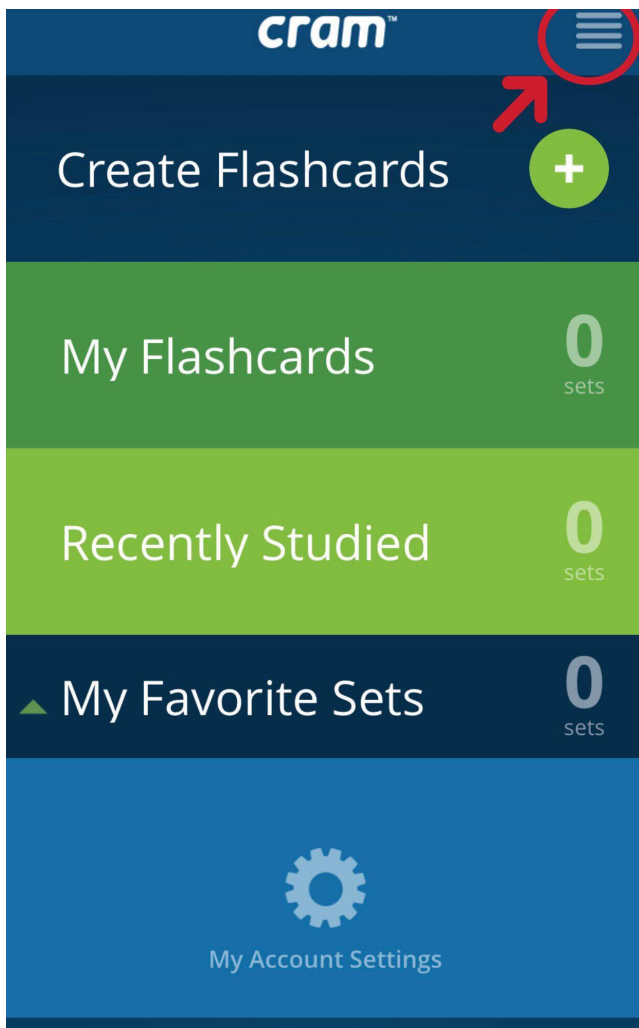 cram™
Create Flashcards
+
My Flashcards
0
sets
Recently Studied
0
sets
My Favorite Sets
0
sets
My Account Settings